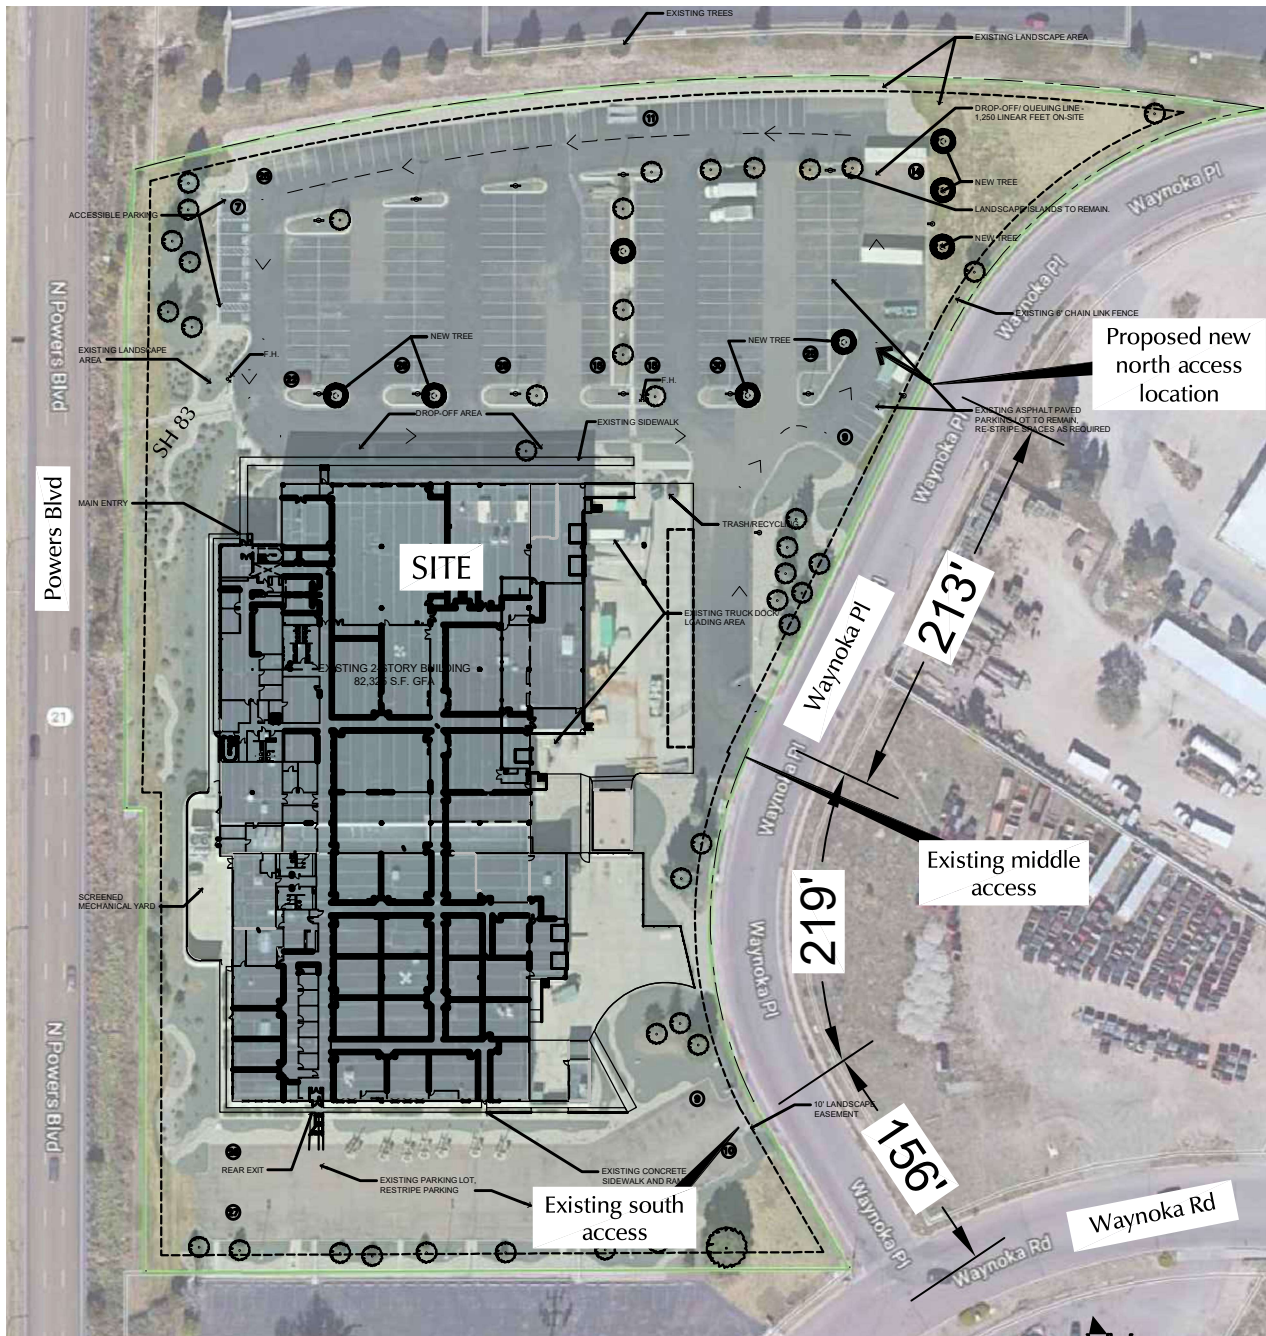 EXISTING TREES
EXISTING LANDSCAPE AREA
DROP-OFF/ QUEUING LINE -
1,250 LINEAR FEET ON-SITE
11
14
NEW TREE
Waynoka Pl
ACCESSIBLE PARKING
7
LANDSCAPE ISLANDS TO REMAIN.
NEW TREE
Waynoka Pl
EXISTING 6' CHAIN LINK FENCE
N Powers Blvd
Proposed new
north access
location
NEW TREE
NEW TREE
EXISTING LANDSCAPE
AREA
F.H.
F.H.
SH 83
DROP-OFF AREA
EXISTING SIDEWALK
EXISTING ASPHALT PAVED
PARKING LOT TO REMAIN,
RE-STRIPE SPACES AS REQUIRED
Waynoka Pl
Powers Blvd
MAIN ENTRY
TRASH/RECYCLING
SITE
213'
EXISTING TRUCK DOCK/
LOADING AREA
Waynoka Pl
EXISTING 2-STORY BUILDING
82,325 S.F. GFA
21
Waynoka Pl
Existing middle
access
SCREENED
MECHANICAL YARD
219'
Waynoka Pl
N Powers Blvd
10' LANDSCAPE
EASEMENT
156'
REAR EXIT
EXISTING PARKING LOT,
RESTRIPE PARKING
EXISTING CONCRETE
SIDEWALK AND RAMP
Existing south
access
Waynoka Pl
Waynoka Rd
Waynoka Rd